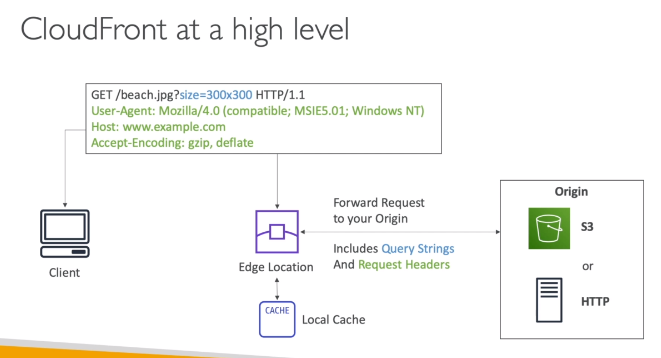 CloudFront at a high level
GET /beach.jpg?size=300x300 HTTP/1.1
User-Agent: Mozilla/4.0 (compatible; MSIE5.01; Windows NT)
Host: www.example.com
Accept-Encoding: gzip, deflate
Client
Edge Location
CACHE
Local Cache
Forward Request
to your Origin
Includes Query Strings
And Request Headers
Origin
S3
or
HTTP